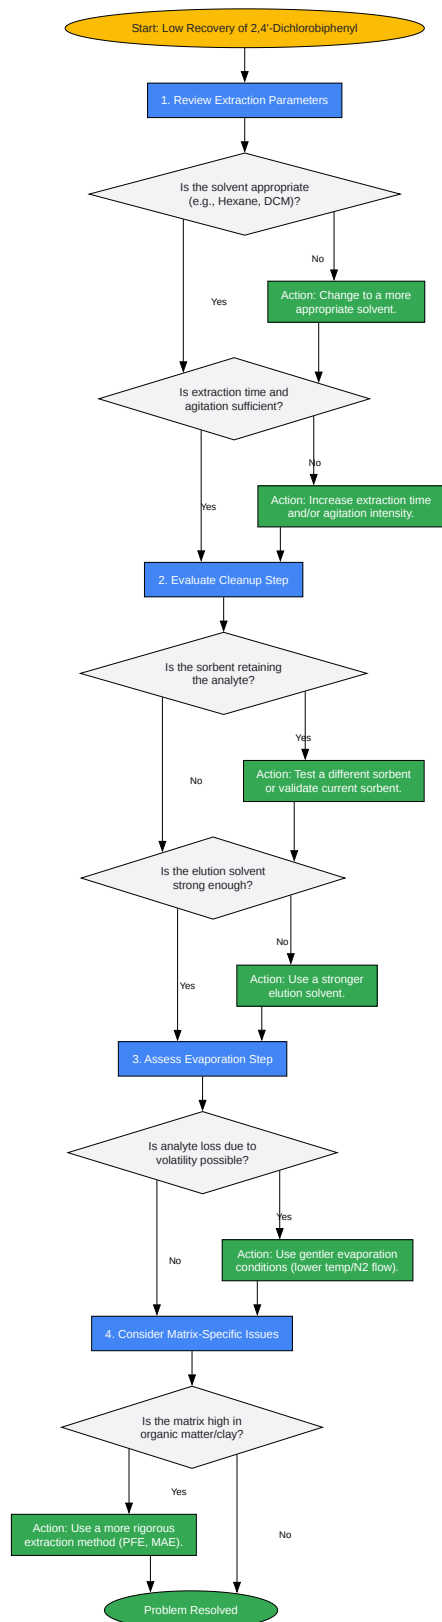 Start: Low Recovery of 2,4'-Dichlorobiphenyl
1. Review Extraction Parameters
Is the solvent appropriate
(e.g., Hexane, DCM)?
No
Action: Change to a more
appropriate solvent.
Yes
Is extraction time and
agitation sufficient?
No
Action: Increase extraction time
and/or agitation intensity.
Yes
2. Evaluate Cleanup Step
Is the sorbent retaining
the analyte?
Yes
Action: Test a different sorbent
or validate current sorbent.
No
Is the elution solvent
strong enough?
No
Action: Use a stronger
elution solvent.
Yes
3. Assess Evaporation Step
Is analyte loss due to
volatility possible?
Yes
Action: Use gentler evaporation
conditions (lower temp/N2 flow).
No
4. Consider Matrix-Specific Issues
Is the matrix high in
organic matter/clay?
Yes
Action: Use a more rigorous
extraction method (PFE, MAE).
No
Problem Resolved